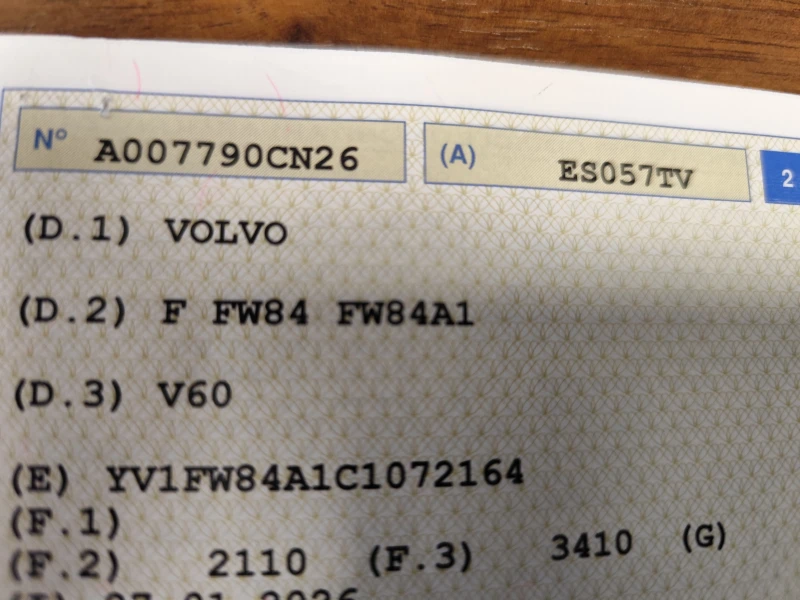 N° A007790CN26 (A) ES057TV 2
(D.1) VOLVO
(D.2) F FW84 FW84A1
(D.3) V60
(E) YV1FW84A1C1072164
(F.1)
(F.2) 2110 (F.3) 3410 (G)